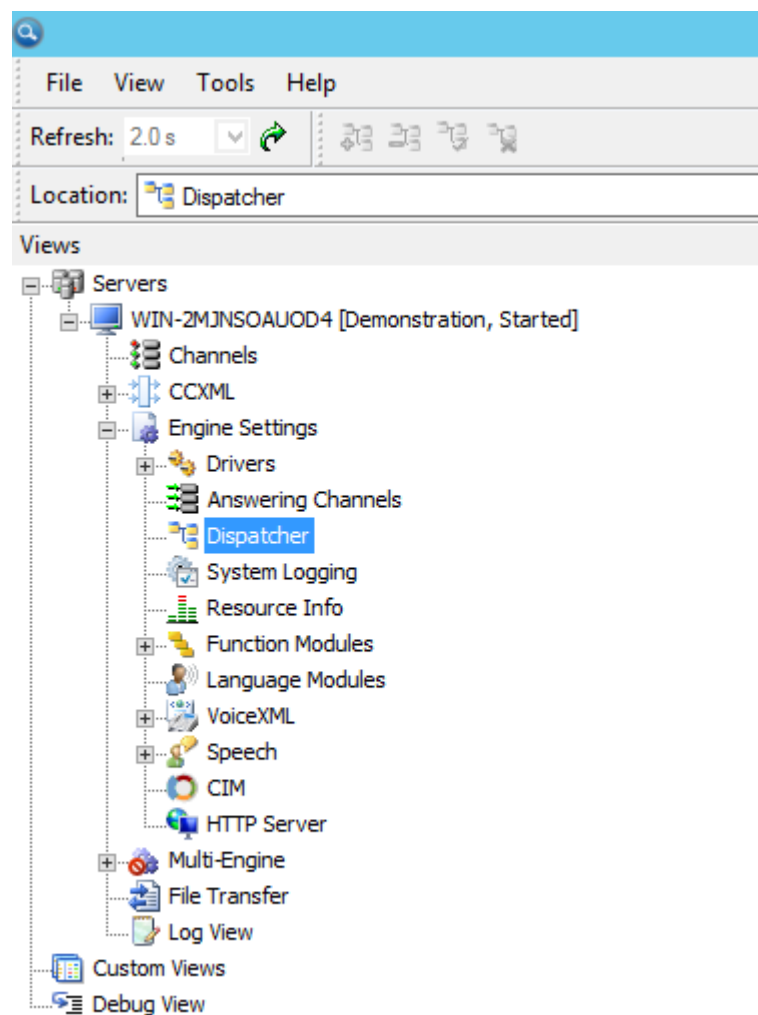 File View Tools Help
Refresh: 2.0 s
Location: Dispatcher
Views
Servers
WIN-2MJNSOAUOD4 [Demonstration, Started]
Channels
CCXML
Engine Settings
Drivers
Answering Channels
Dispatcher
System Logging
Resource Info
Function Modules
Language Modules
VoiceXML
Speech
CIM
HTTP Server
Multi-Engine
File Transfer
Log View
Custom Views
Debug View